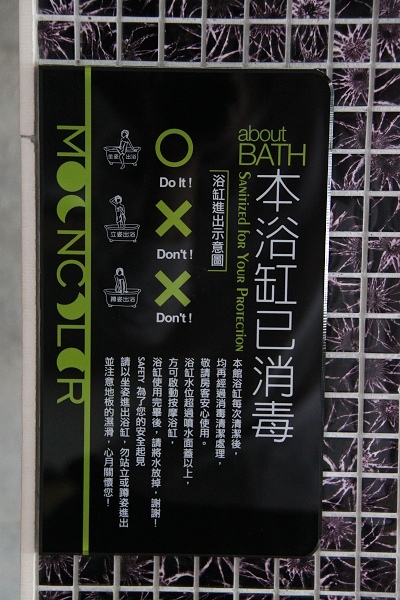 about
BATH
本浴缸已消毒
SANITIZED FOR YOUR PROTECTION
浴缸進出示意圖
Do It !
坐姿出浴
Don't !
立姿出浴
Don't !
蹲姿出浴
本館浴缸每次清潔後，
均再經過消毒清潔處理，
敬請房客安心使用。
浴缸水位超過噴水面蓋以上，
方可啟動按摩浴缸，
浴缸使用完畢後，請將水放掉，謝謝!
SAFETY 為了您的安全起見
請以坐姿進出浴缸，勿站立或蹲姿進出
並注意地板的濕滑，心月關懷您！
MOONCOLOR